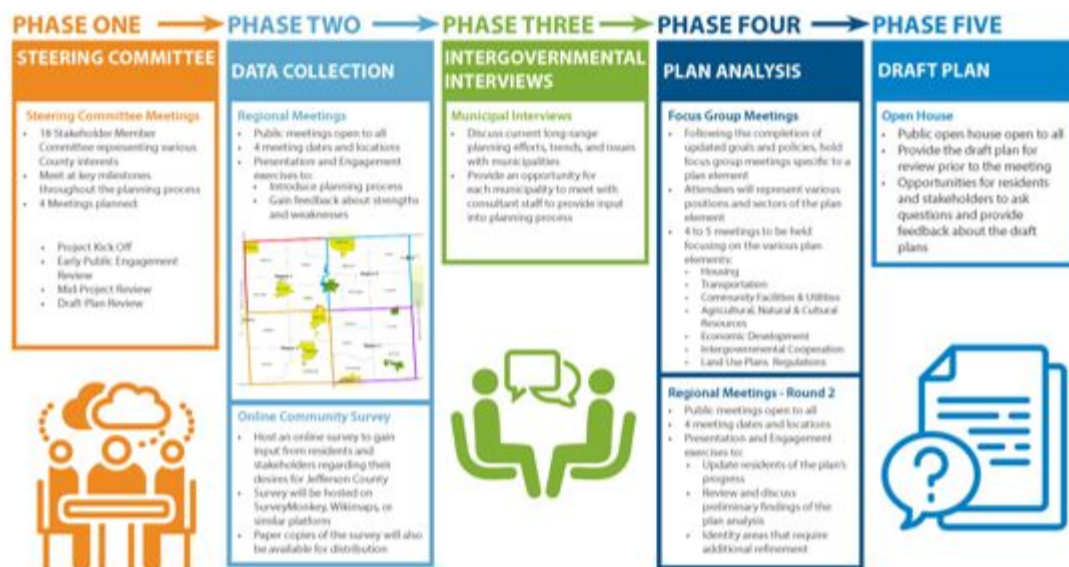 PHASE ONE
STEERING COMMITTEE
Steering Committee Meetings
• 18 Stakeholder Member
Committee representing various
County interests
• Meet at key milestones
throughout the planning process
• 4 Meetings planned:
• Project Kick Off
• Early Public Engagement
Review
• Mid-Project Review
• Draft Plan Review
PHASE TWO
DATA COLLECTION
Regional Meetings
• Public meetings open to all
• 4 meeting dates and locations
• Presentation and Engagement
exercises to:
• Introduce planning process
• Gain feedback about strengths
and weaknesses
Online Community Survey
• Host an online survey to gain
input from residents and
stakeholders regarding their
desires for Jefferson County
• Survey will be hosted on
SurveyMonkey, Wikimaps, or
similar platform
• Paper copies of the survey will also
be available for distribution
PHASE THREE
INTERGOVERNMENTAL
INTERVIEWS
Municipal Interviews
• Discuss current long-range
planning efforts, trends, and issues
with municipalities
• Provide an opportunity for
each municipality to meet with
consultant staff to provide input
into planning process
PHASE FOUR
PLAN ANALYSIS
Focus Group Meetings
• Following the completion of
updated goals and policies, hold
focus group meetings specific to a
plan element
• Attendees will represent various
positions and sectors of the plan
element
• 4 to 5 meetings to be held
focusing on the various plan
elements:
• Housing
• Transportation
• Community Facilities & Utilities
• Agricultural, Natural & Cultural
Resources
• Economic Development
• Intergovernmental Cooperation
• Land Use Plans, Regulations
Regional Meetings - Round 2
• Public meetings open to all
• 4 meeting dates and locations
• Presentation and Engagement
exercises to:
• Update residents of the plan's
progress
• Review and discuss
preliminary findings of the
plan analysis
• Identity areas that require
additional refinement
PHASE FIVE
DRAFT PLAN
Open House
• Public open house open to all
• Provide the draft plan for
review prior to the meeting
• Opportunities for residents
and stakeholders to ask
questions and provide
feedback about the draft
plans